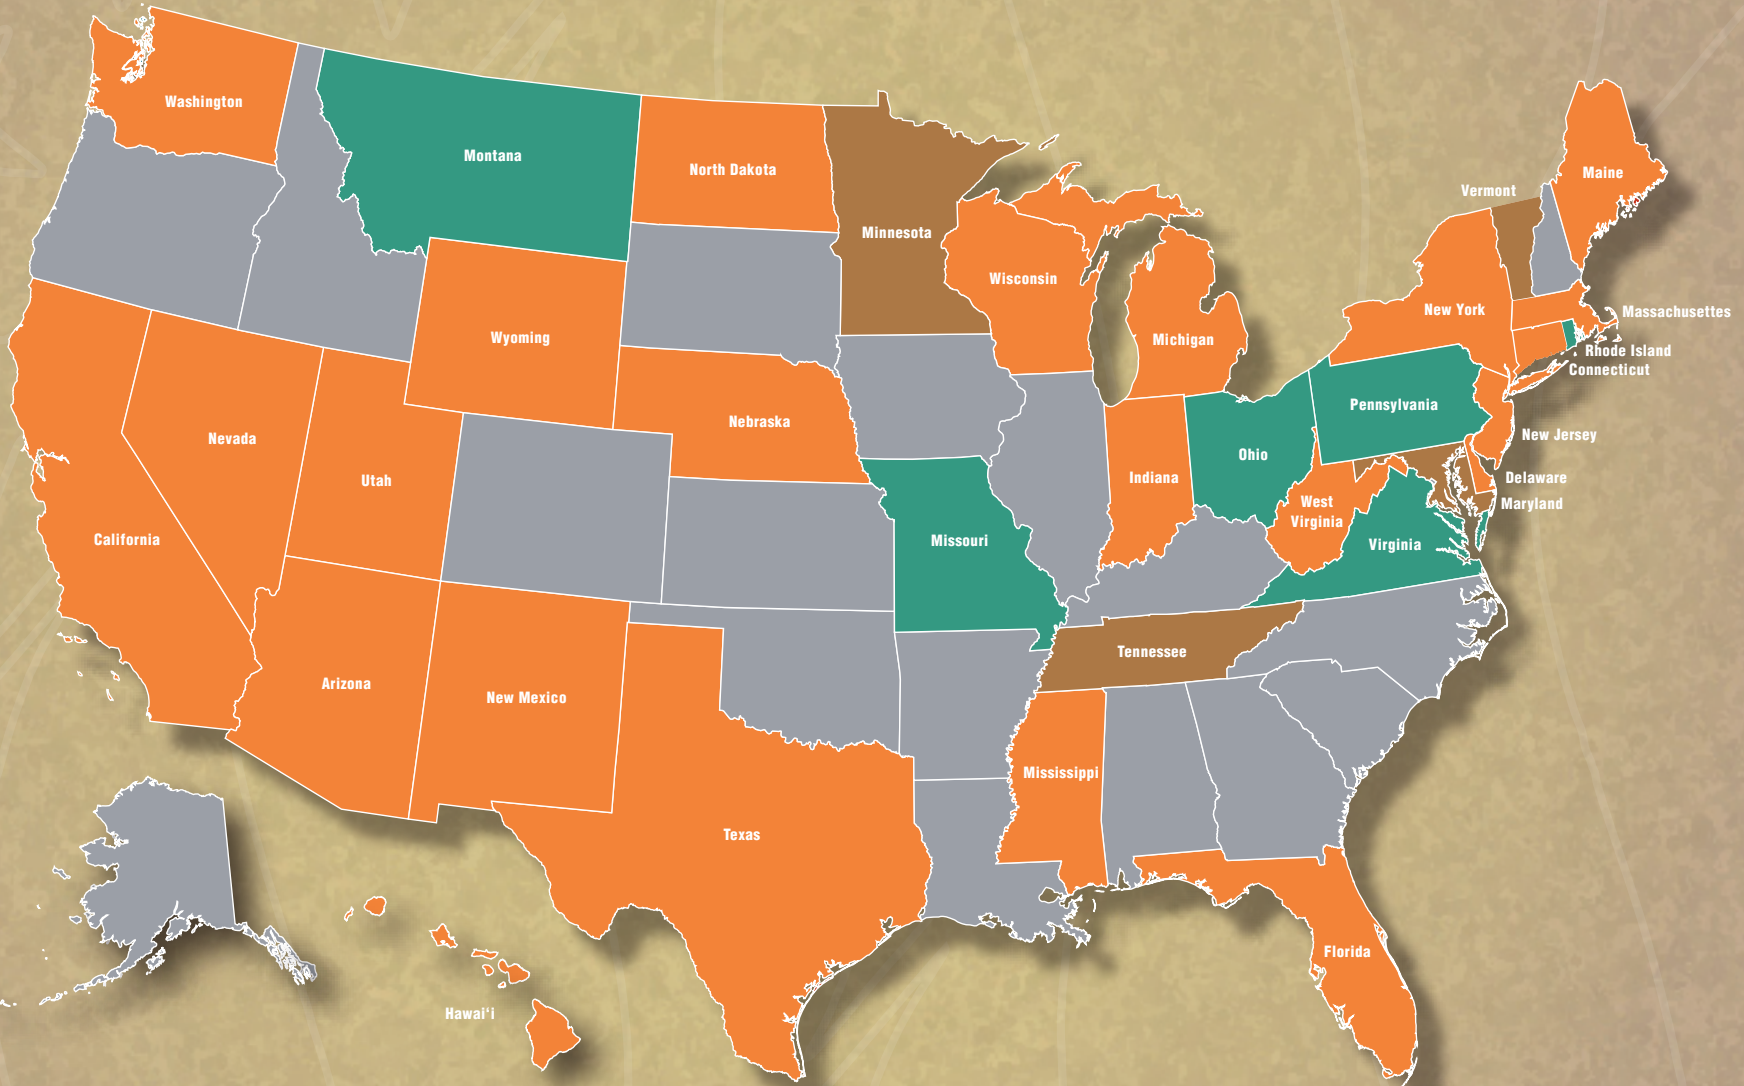 Washington
Montana
North Dakota
Minnesota
Wisconsin
Michigan
Vermont
Maine
New York
Massachusetts
Rhode Island
Connecticut
Pennsylvania
New Jersey
Delaware
Maryland
Wyoming
Nebraska
Nevada
Utah
California
Indiana
Ohio
West
Virginia
Virginia
Missouri
Tennessee
Arizona
New Mexico
Mississippi
Texas
Florida
Hawai‘i